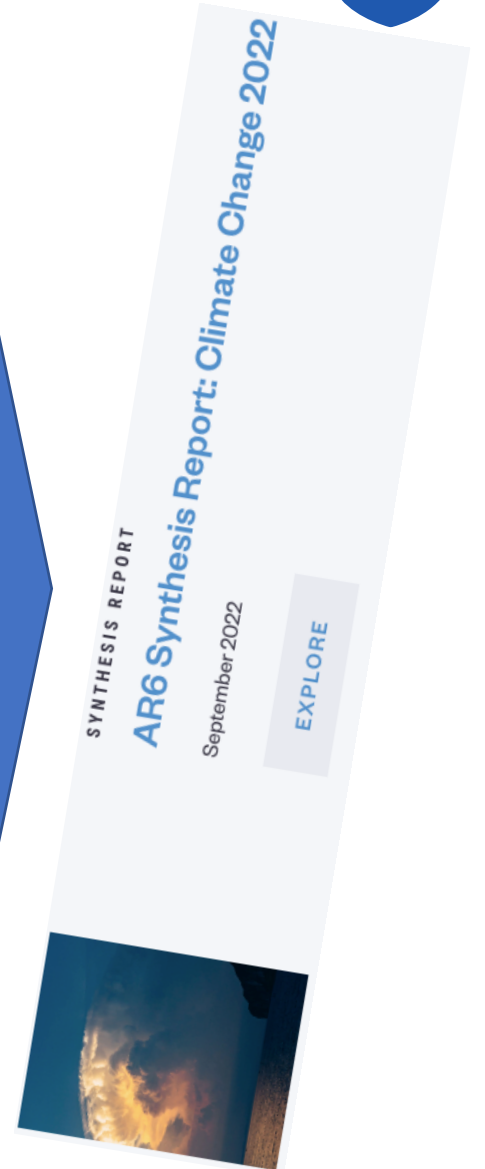 SYNTHESIS REPORT
AR6 Synthesis Report: Climate Change 2022
September 2022
EXPLORE